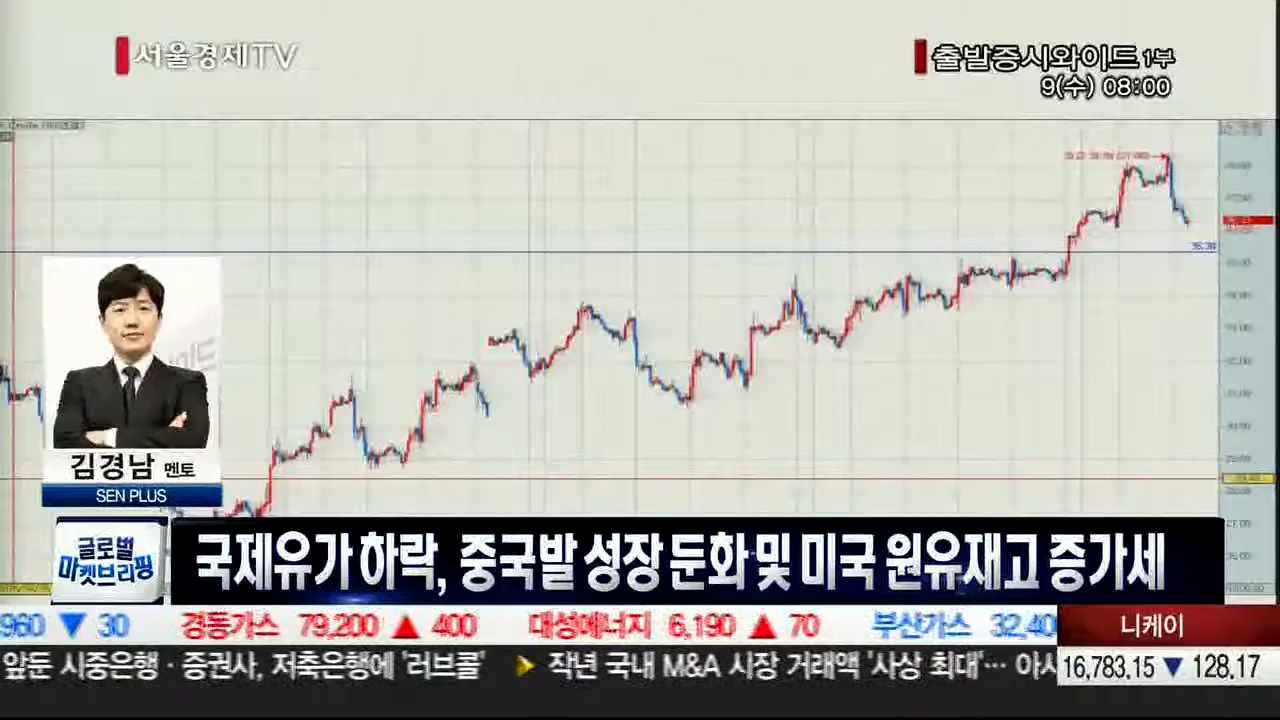 서울경제TV
출발증시와이드 1부
9(수) 08:00
36.38
김경남 멘토
SEN PLUS
글로벌
마켓브리핑
국제유가 하락, 중국발 성장 둔화 및 미국 원유재고 증가세
960 ▼ 30 경동가스 79,200 ▲ 400 대성에너지 6,190 ▲ 70 부산가스 32,40
니케이
앞둔 시중은행·증권사, 저축은행에 '러브콜' ▶ 작년 국내 M&A 시장 거래액 '사상 최대'… 아시
16,783.15 ▼ 128.17